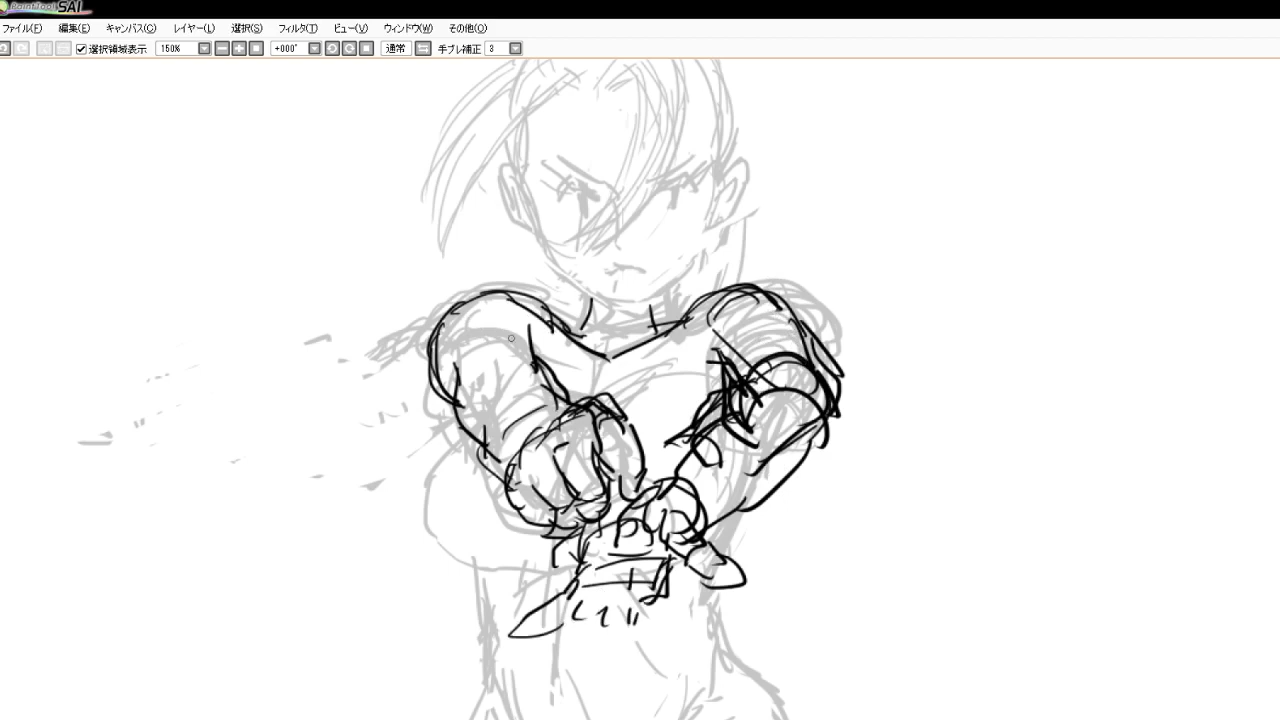 PaintTool SAI
ファイル(F) 編集(E) キャンバス(C) レイヤー(L) 選択(S) フィルタ(T) ビュー(V) ウィンドウ(W) その他(O)
選択領域表示 150% +000° 通常 手ブレ補正 3